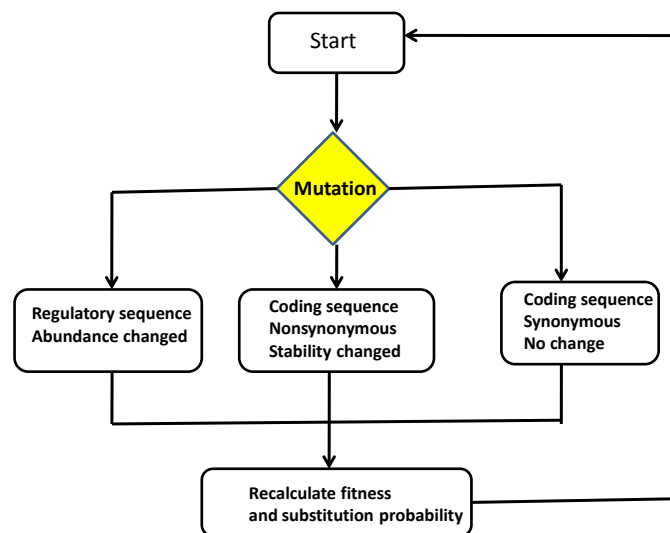 Start
Mutation
Regulatory sequence
Abundance changed
Coding sequence
Nonsynonymous
Stability changed
Coding sequence
Synonymous
No change
Recalculate fitness
and substitution probability